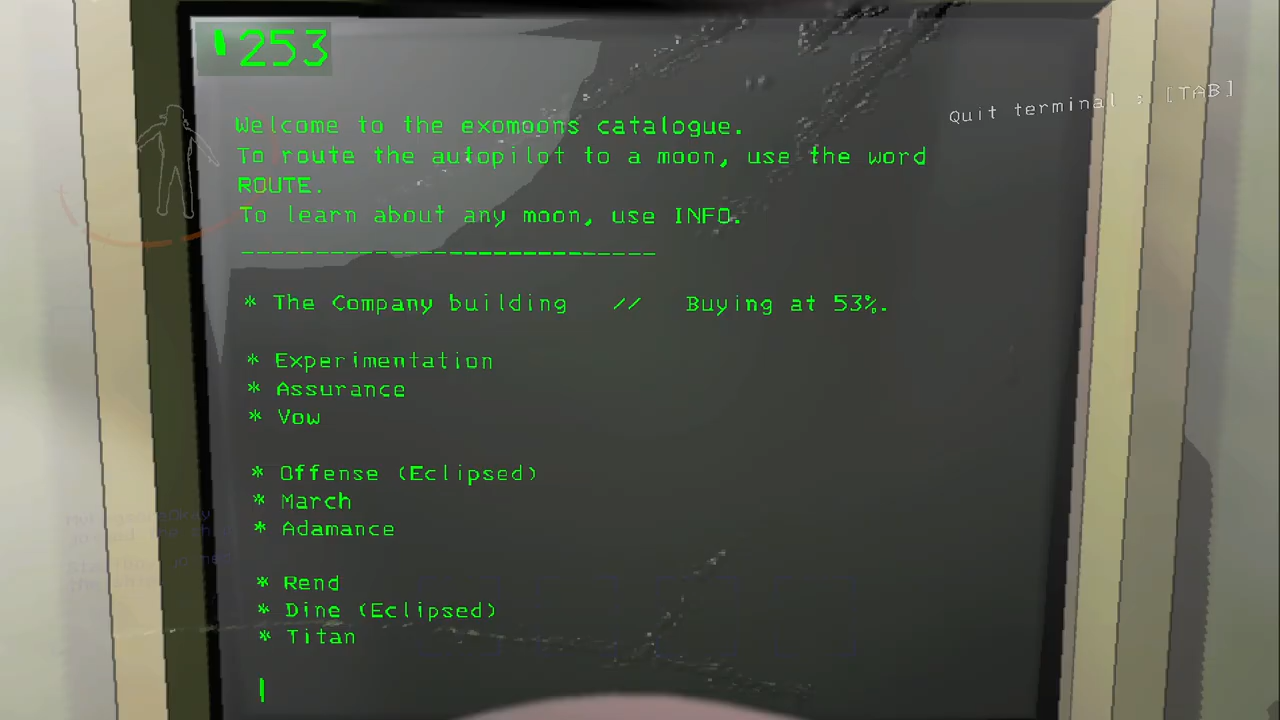 253
Quit terminal : [TAB]
Welcome to the exomoons catalogue.
To route the autopilot to a moon, use the word
ROUTE.
To learn about any moon, use INFO.
----------------------------
* The Company building // Buying at 53%.
* Experimentation
* Assurance
* Vow
* Offense (Eclipsed)
* March
* Adamance
* Rend
* Dine (Eclipsed)
* Titan